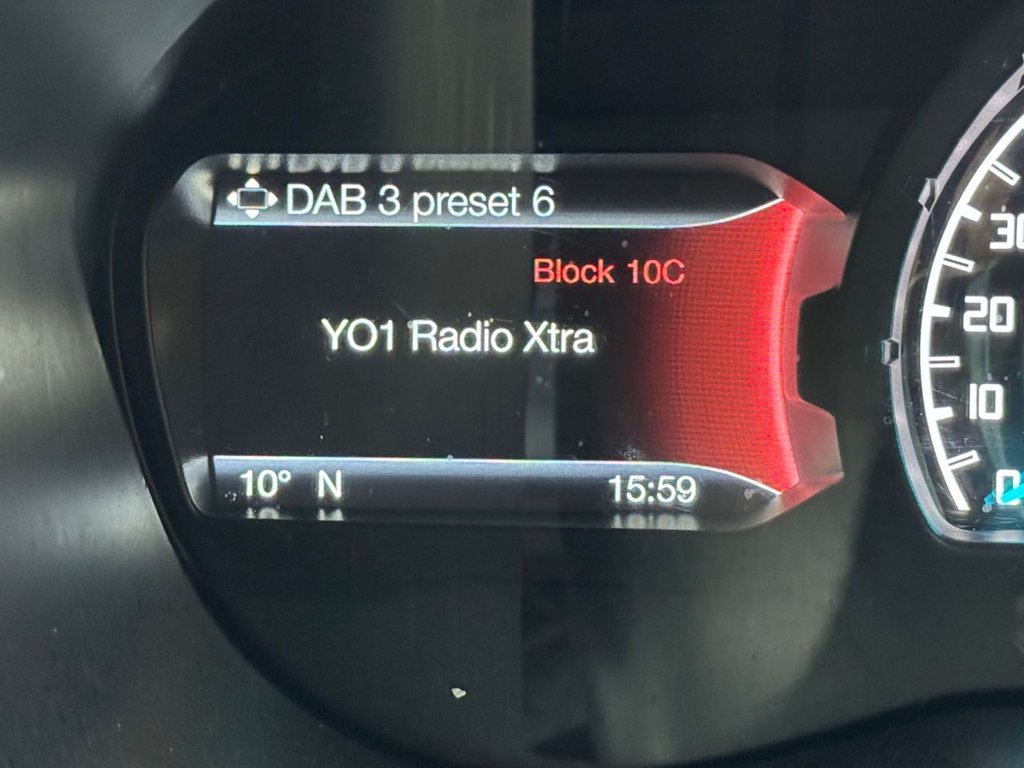 DAB 3 preset 6
Block 10C
YO1 Radio Xtra
10° N
15:59
30
20
10
0